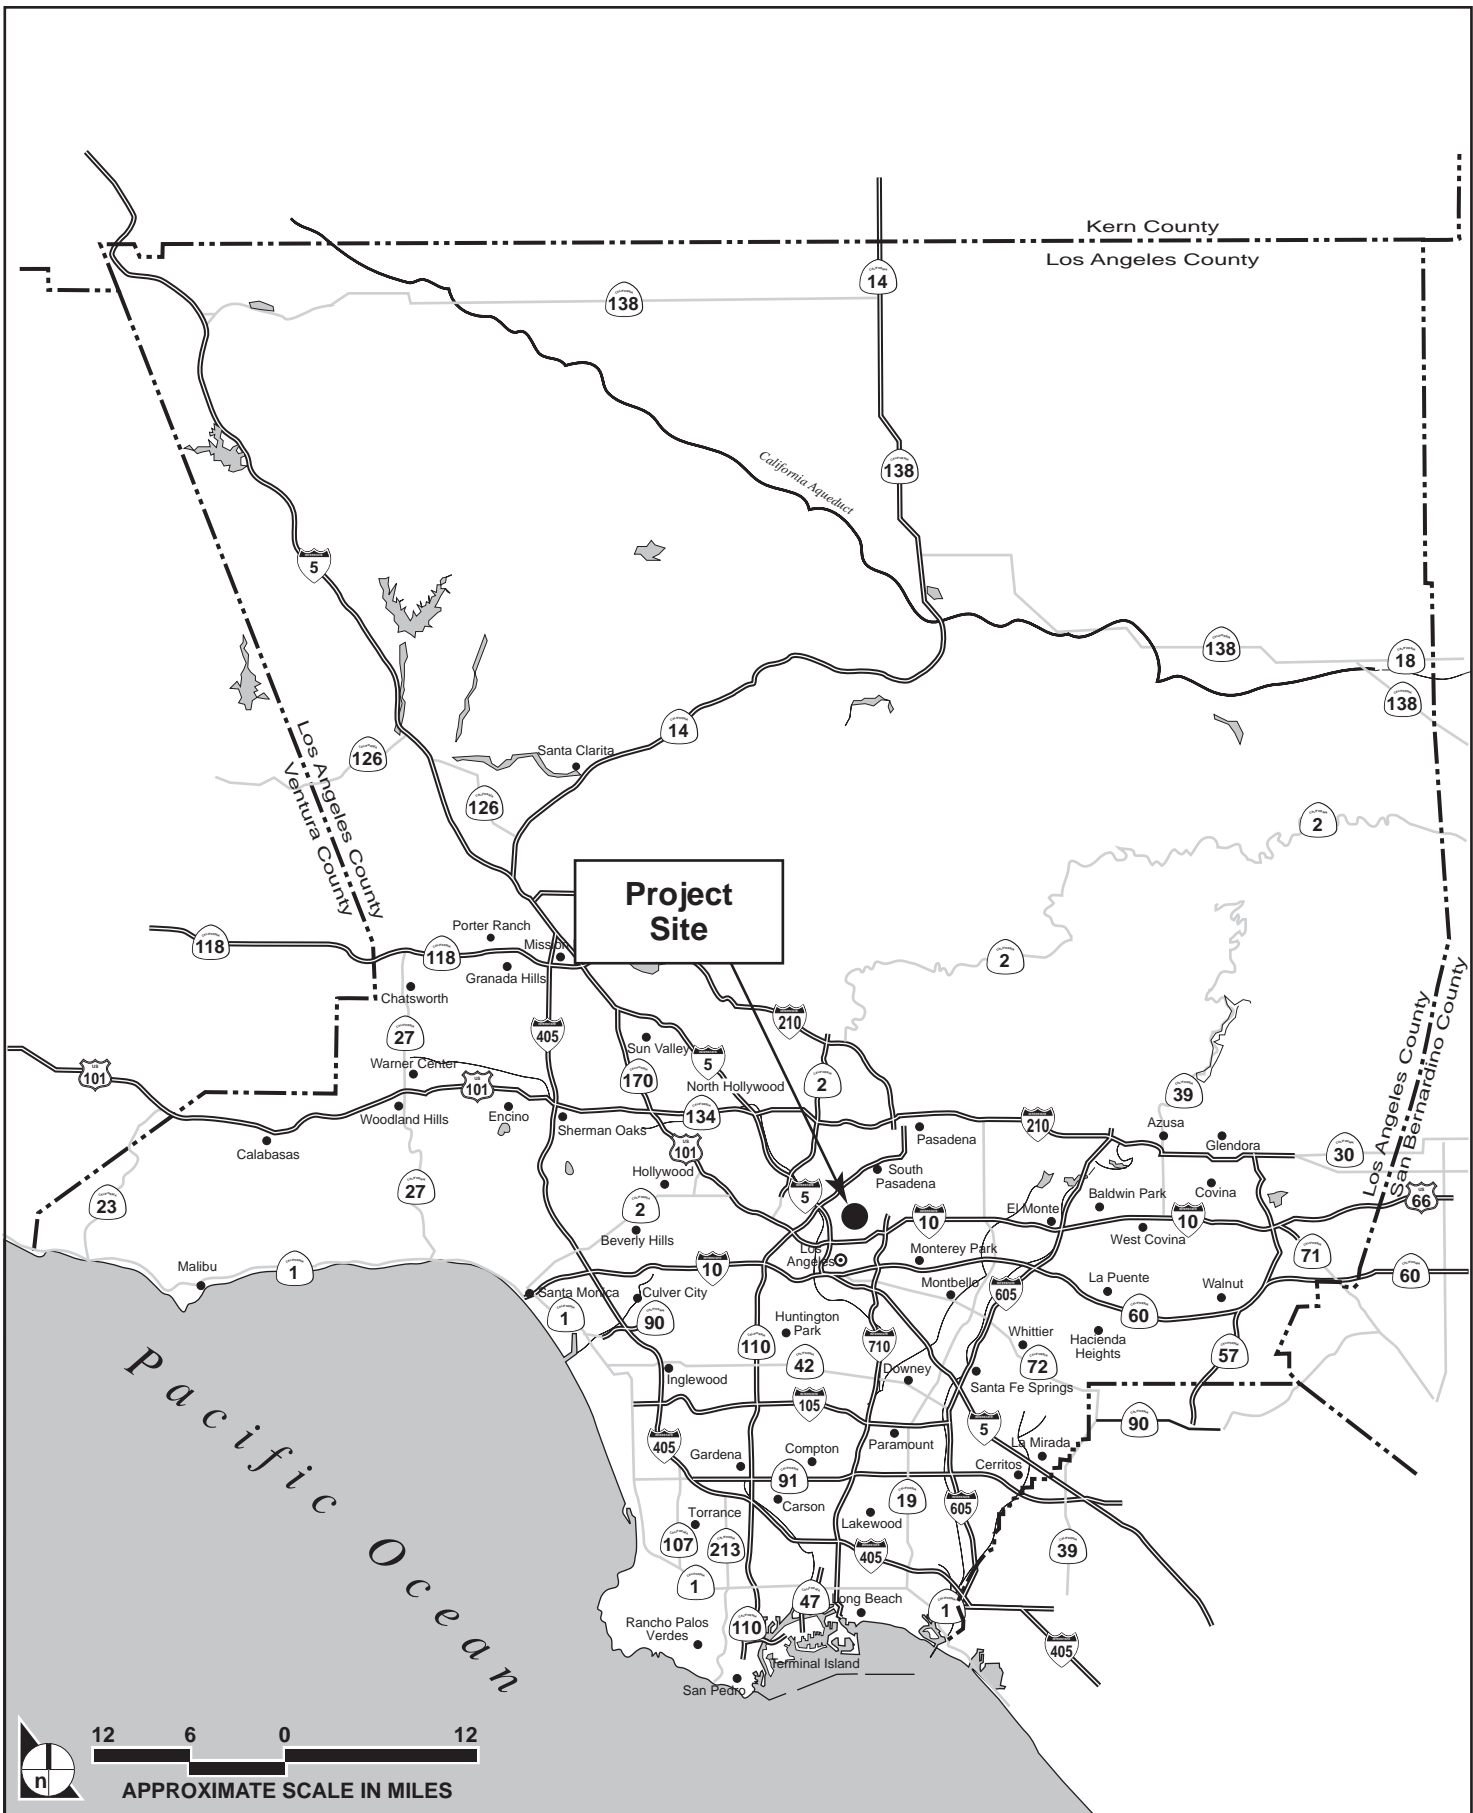 Kern County
Los Angeles County
14
138
138
California Aqueduct
5
138
18
138
Los Angeles County
Ventura County
14
126
Santa Clarita
126
2
Project
Site
Porter Ranch
118
118
Mission
Granada Hills
2
Chatsworth
Los Angeles County
San Bernardino County
27
405
210
Sun Valley
5
Warner Center
US
101
US
101
170
North Hollywood
2
39
Woodland Hills
Encino
134
Sherman Oaks
Pasadena
210
Azusa
Glendora
Calabasas
US
101
30
Hollywood
South
Pasadena
23
27
5
Baldwin Park
Covina
US
66
2
El Monte
10
10
Beverly Hills
West Covina
Los
Angeles
Monterey Park
71
Malibu
1
10
60
Montbello
La Puente
Walnut
Santa Monica
Culver City
605
1
90
Huntington
Park
60
110
710
Whittier
Hacienda
Heights
42
72
57
Inglewood
Downey
Santa Fe Springs
105
5
90
405
Gardena
Compton
Paramount
La Mirada
91
Cerritos
Carson
19
605
Torrance
Lakewood
107
213
405
39
1
47
Long Beach
1
Rancho Palos
Verdes
110
405
Terminal Island
San Pedro
Pacific Ocean
12 6 0 12
n
APPROXIMATE SCALE IN MILES